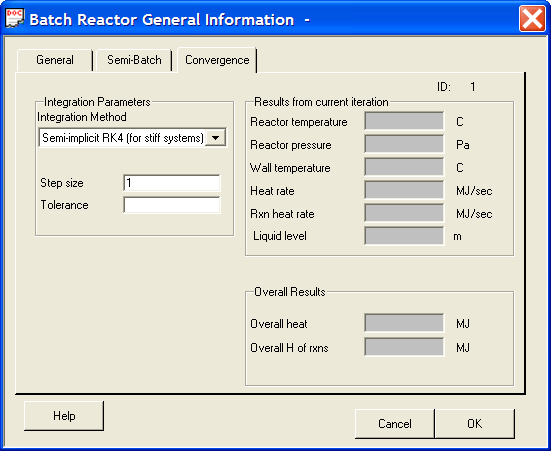 DOC Batch Reactor General Information -
General Semi-Batch Convergence
ID: 1
Integration Parameters
Integration Method
Semi-implicit RK4 (for stiff systems)
Step size 1
Tolerance
Results from current iteration
Reactor temperature C
Reactor pressure Pa
Wall temperature C
Heat rate MJ/sec
Rxn heat rate MJ/sec
Liquid level m
Overall Results
Overall heat MJ
Overall H of rxns MJ
Help Cancel OK